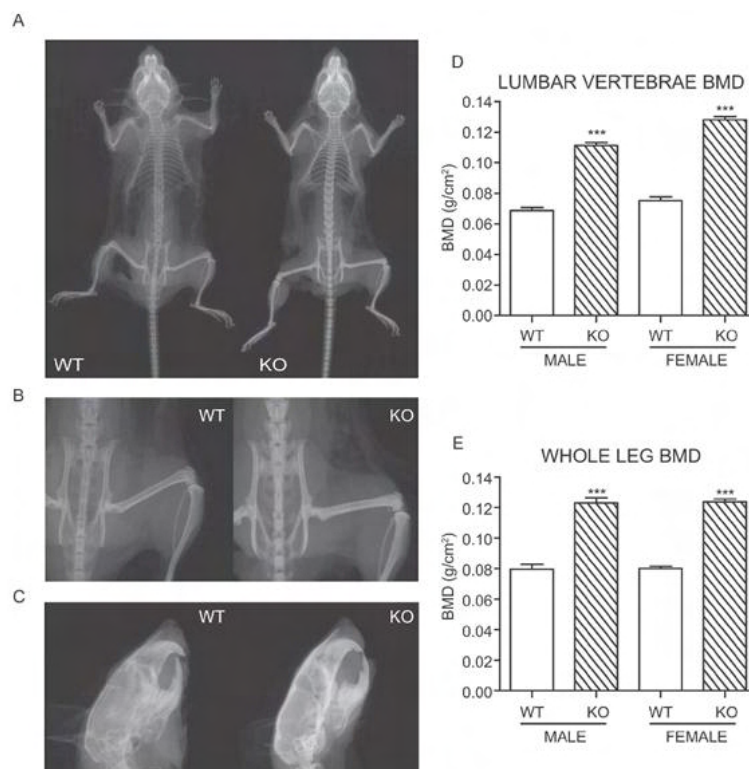 A
WT
KO
B
WT
KO
C
WT
KO
D
LUMBAR VERTEBRAE BMD
BMD (g/cm²)
0.14
0.12
0.10
0.08
0.06
0.04
0.02
0.00
***
***
WT KO WT KO
MALE FEMALE
E
WHOLE LEG BMD
BMD (g/cm²)
0.14
0.12
0.10
0.08
0.06
0.04
0.02
0.00
***
***
WT KO WT KO
MALE FEMALE